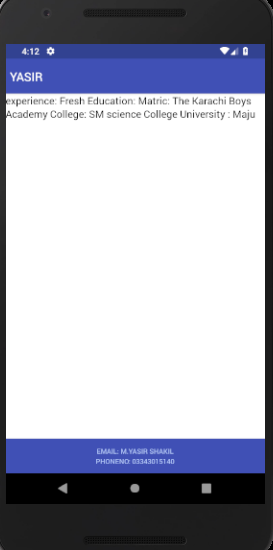 4:12
YASIR
experience: Fresh Education: Matric: The Karachi Boys
Academy College: SM science College University : Maju
EMAIL: M.YASIR SHAKIL
PHONENO: 03343015140